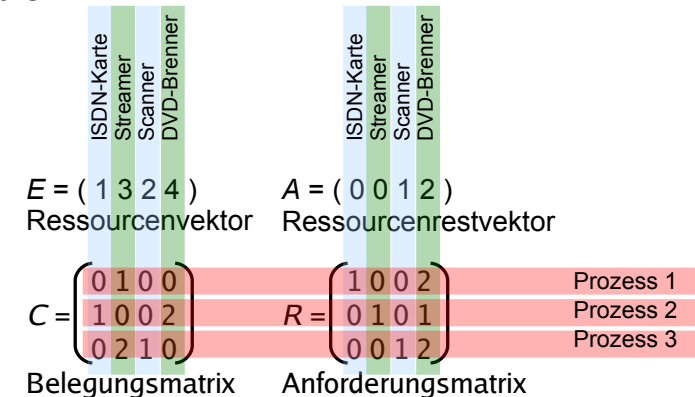 ISDN-Karte Streamer Scanner DVD-Brenner
ISDN-Karte Streamer Scanner DVD-Brenner
E = ( 1 3 2 4 )
Ressourcenvektor
A = ( 0 0 1 2 )
Ressourcenrestvektor
C =
0 1 0 0
1 0 0 2
0 2 1 0
Belegungsmatrix
R =
1 0 0 2
0 1 0 1
0 0 1 2
Anforderungsmatrix
Prozess 1
Prozess 2
Prozess 3